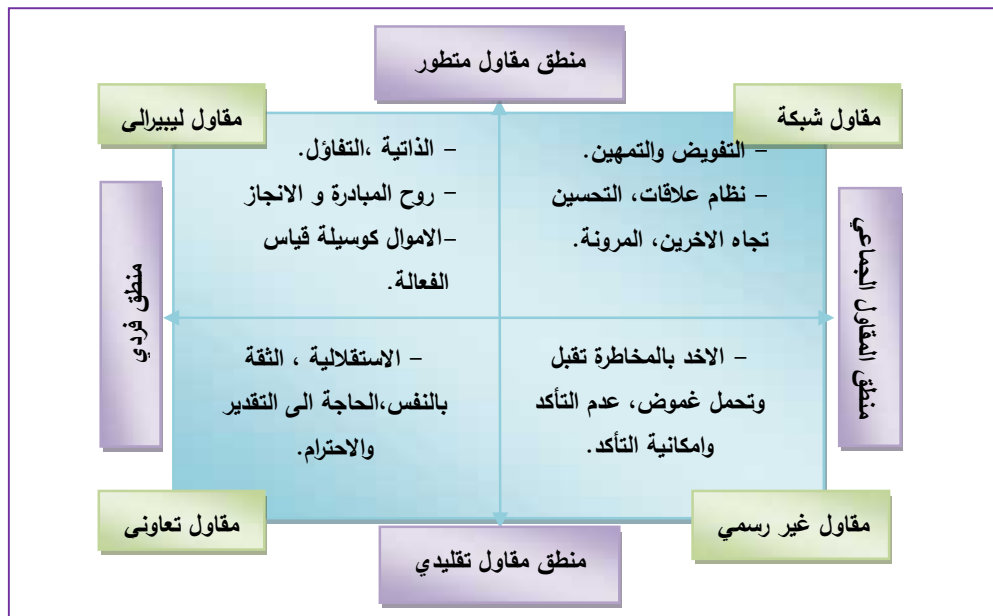 منطق مقاول متطور
مقاول شبكة
مقاول ليبيرالى
– التفويض والتمهين.
– نظام علاقات، التحسين
تجاه الاخرين، المرونة.
– الذاتية ،التفاؤل.
– روح المبادرة و الانجاز
–الاموال كوسيلة قياس
الفعالة.
منطق المقاول الجماعي
منطق فردي
– الاخد بالمخاطرة تقبل
وتحمل غموض، عدم التأكد
وامكانية التأكد.
– الاستقلالية ، الثقة
بالنفس،الحاجة الى التقدير
والاحترام.
مقاول غير رسمي
مقاول تعاونى
منطق مقاول تقليدي